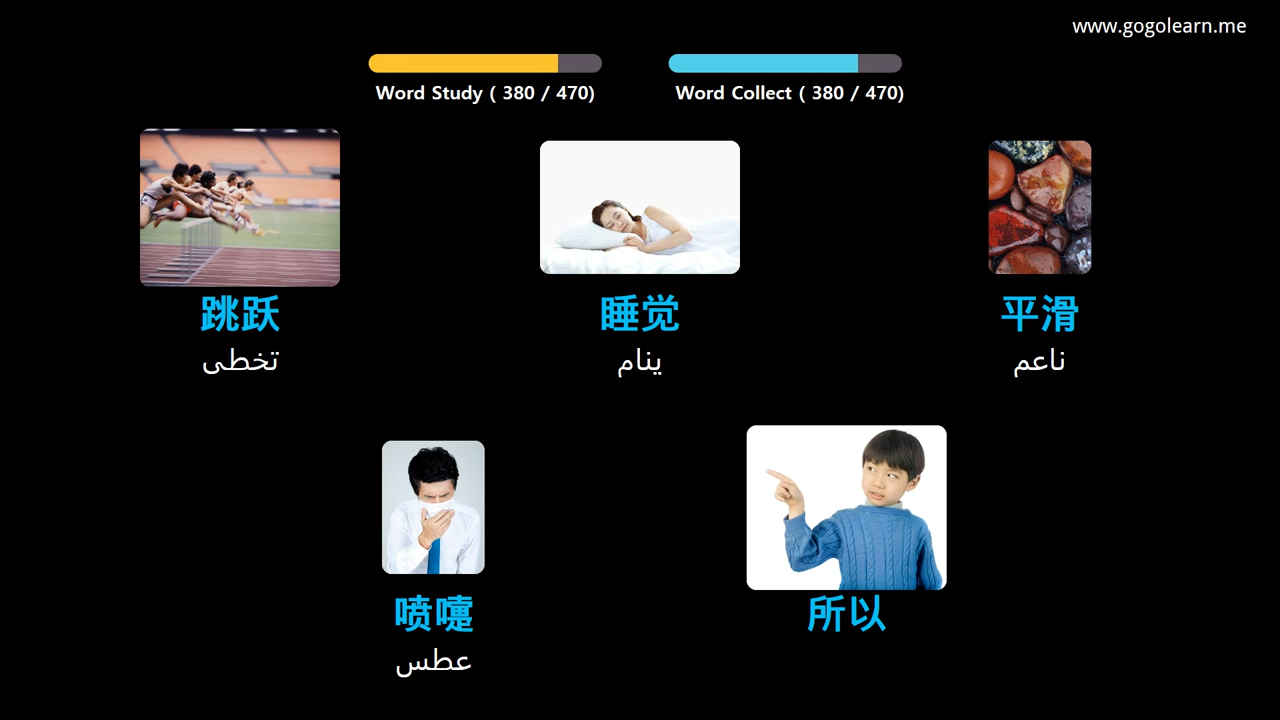 www.gogolearn.me
Word Study ( 380 / 470)
Word Collect ( 380 / 470)
跳跃
تخطى
睡觉
ينام
平滑
ناعم
喷嚏
عطس
所以